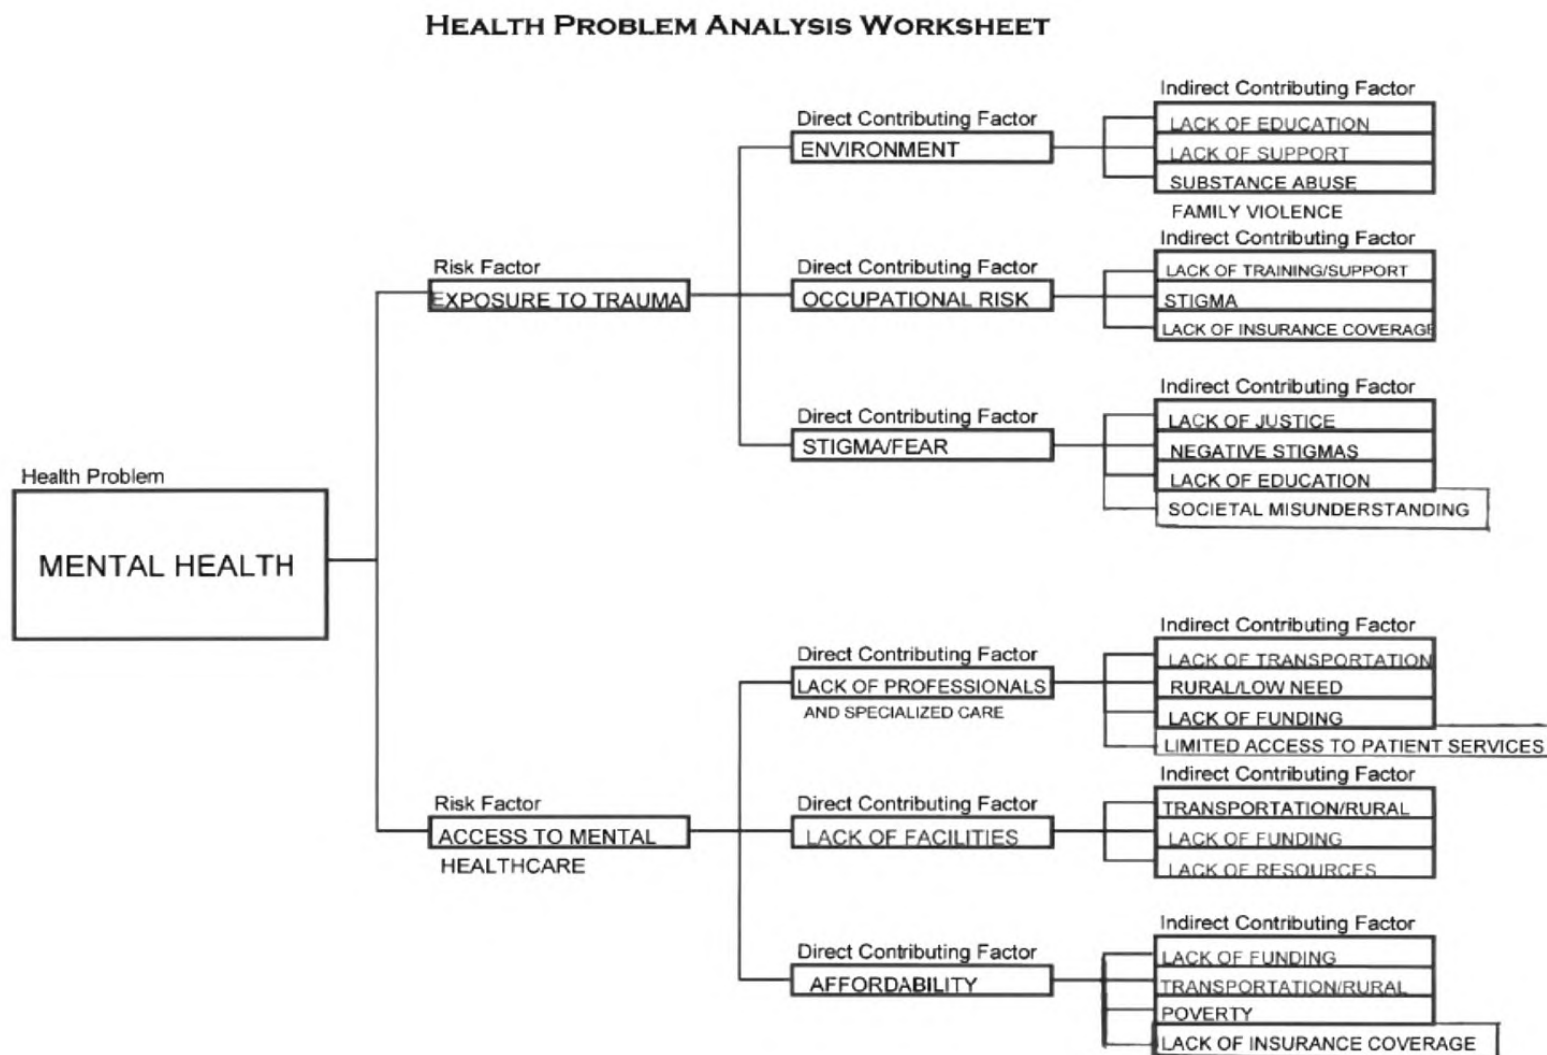 HEALTH PROBLEM ANALYSIS WORKSHEET
Health Problem
MENTAL HEALTH
Risk Factor
EXPOSURE TO TRAUMA
Direct Contributing Factor
ENVIRONMENT
Indirect Contributing Factor
LACK OF EDUCATION
LACK OF SUPPORT
SUBSTANCE ABUSE
FAMILY VIOLENCE
Direct Contributing Factor
OCCUPATIONAL RISK
Indirect Contributing Factor
LACK OF TRAINING/SUPPORT
STIGMA
LACK OF INSURANCE COVERAGE
Direct Contributing Factor
STIGMA/FEAR
Indirect Contributing Factor
LACK OF JUSTICE
NEGATIVE STIGMAS
LACK OF EDUCATION
SOCIETAL MISUNDERSTANDING
Risk Factor
ACCESS TO MENTAL
HEALTHCARE
Direct Contributing Factor
LACK OF PROFESSIONALS
AND SPECIALIZED CARE
Indirect Contributing Factor
LACK OF TRANSPORTATION
RURAL/LOW NEED
LACK OF FUNDING
LIMITED ACCESS TO PATIENT SERVICES
Direct Contributing Factor
LACK OF FACILITIES
Indirect Contributing Factor
TRANSPORTATION/RURAL
LACK OF FUNDING
LACK OF RESOURCES
Direct Contributing Factor
AFFORDABILITY
Indirect Contributing Factor
LACK OF FUNDING
TRANSPORTATION/RURAL
POVERTY
LACK OF INSURANCE COVERAGE